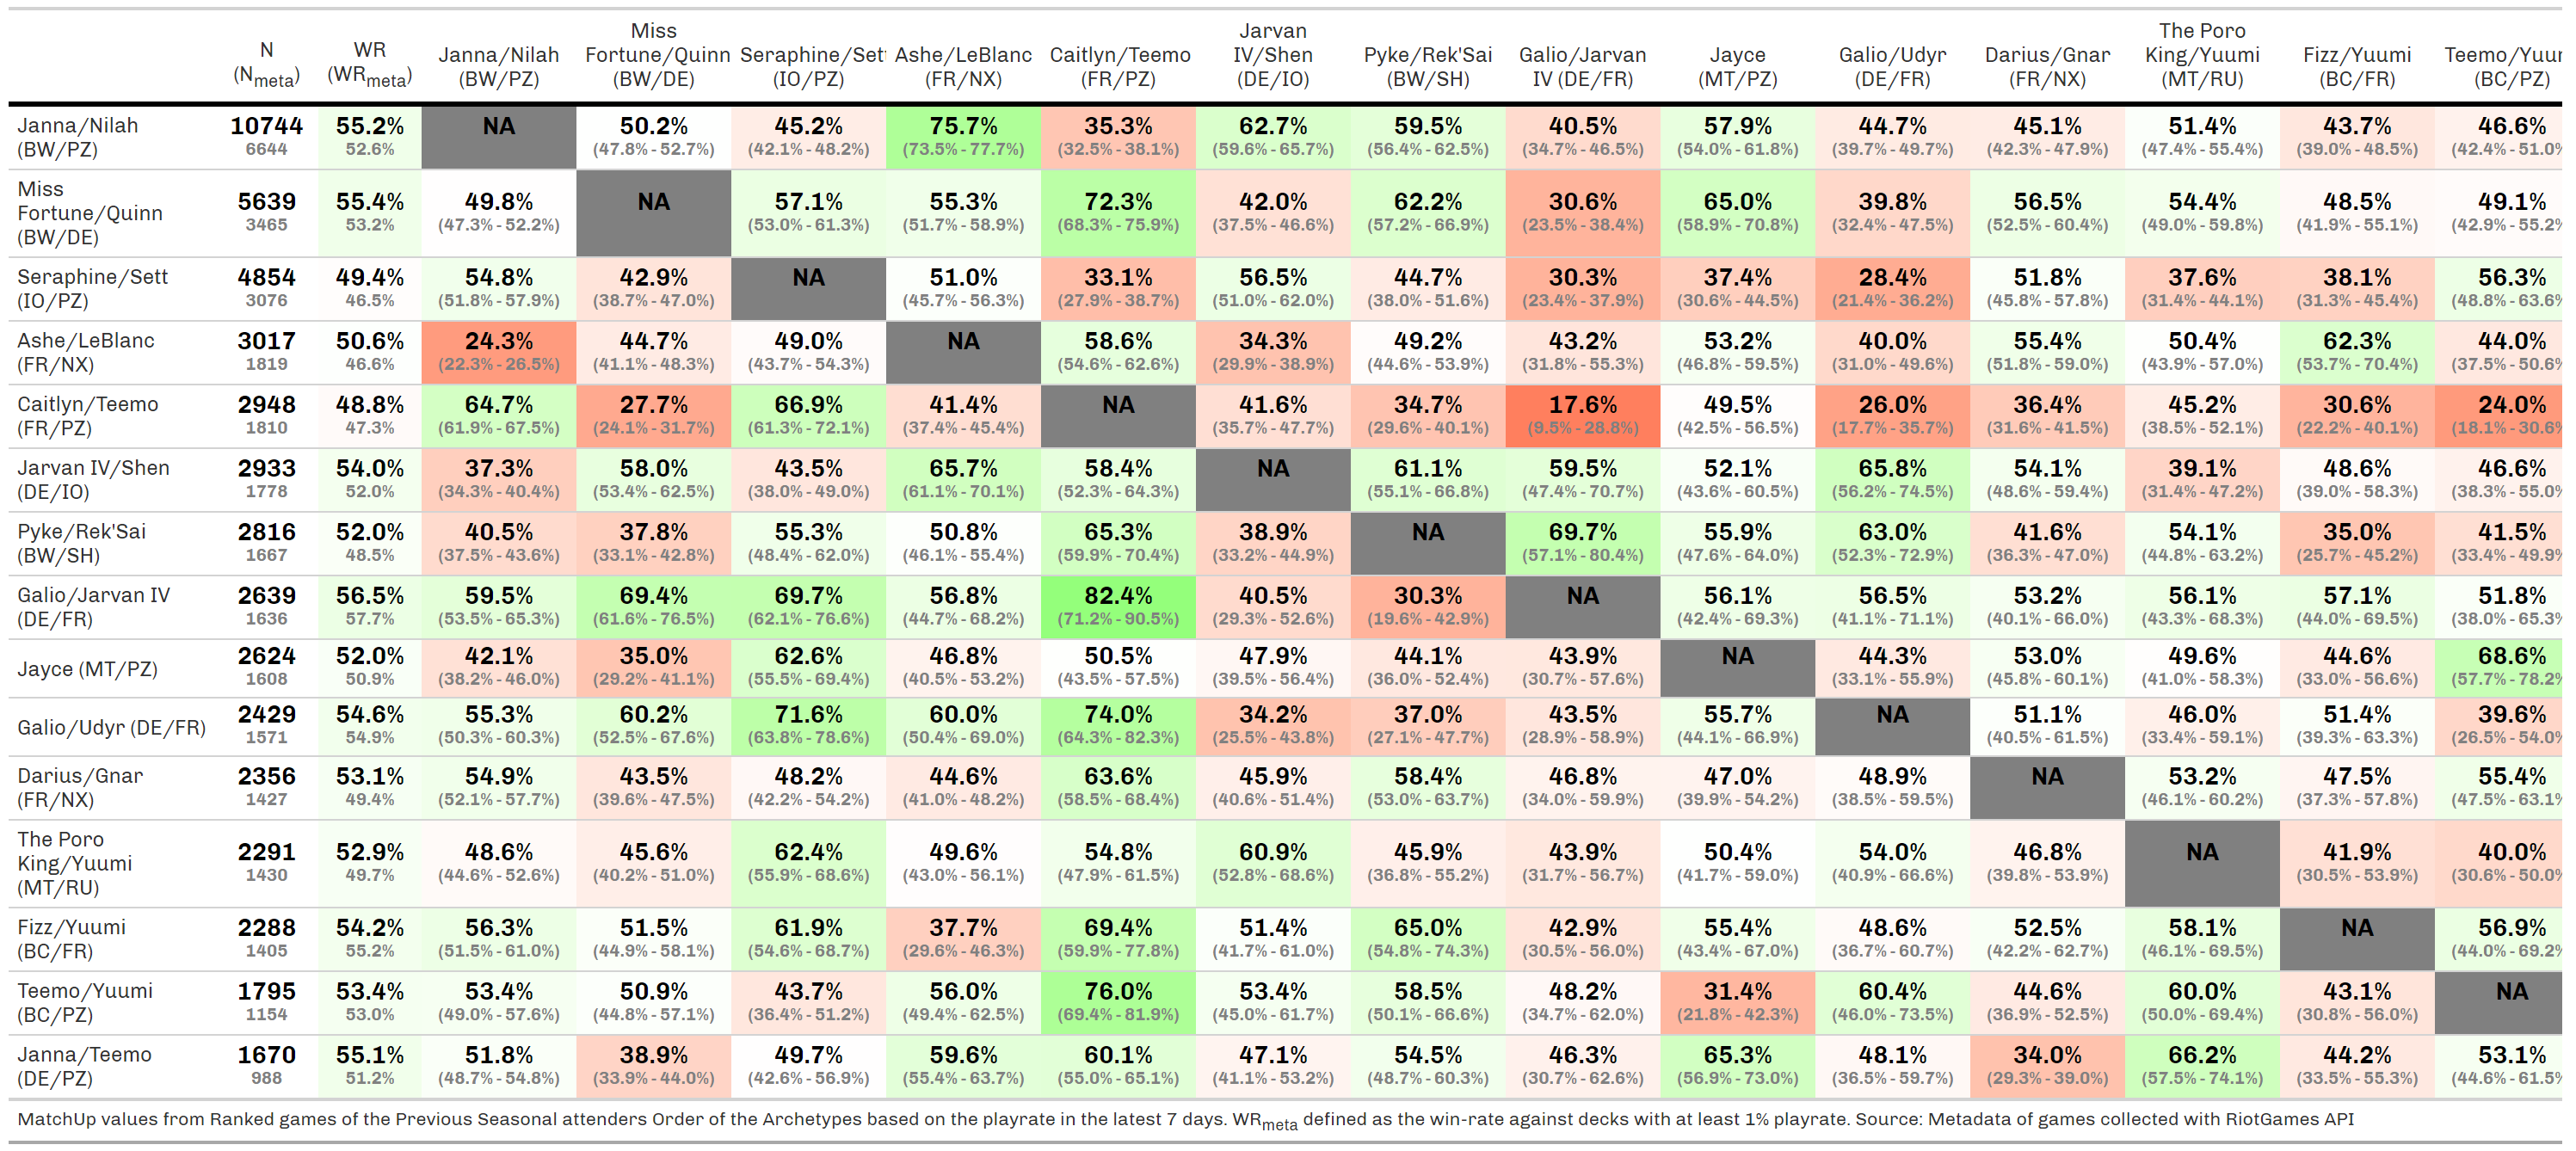 N (Nmeta) WR (WRmeta) Janna/Nilah (BW/PZ) Miss Fortune/Quinn (BW/DE) Seraphine/Sett (IO/PZ) Ashe/LeBlanc (FR/NX) Caitlyn/Teemo (FR/PZ) Jarvan IV/Shen (DE/IO) Pyke/Rek'Sai (BW/SH) Galio/Jarvan IV (DE/FR) Jayce (MT/PZ) Galio/Udyr (DE/FR) Darius/Gnar (FR/NX) The Poro King/Yuumi (MT/RU) Fizz/Yuumi (BC/FR) Teemo/Yuur (BC/PZ)
Janna/Nilah 10744 55.2% NA 50.2% 45.2% 75.7% 35.3% 62.7% 59.5% 40.5% 57.9% 44.7% 45.1% 51.4% 43.7% 46.6%
(BW/PZ) 6644 52.6% (47.8% - 52.7%) (42.1% - 48.2%) (73.5% - 77.7%) (32.5% - 38.1%) (59.6% - 65.7%) (56.4% - 62.5%) (34.7% - 46.5%) (54.0% - 61.8%) (39.7% - 49.7%) (42.3% - 47.9%) (47.4% - 55.4%) (39.0% - 48.5%) (42.4% - 51.0%
Miss Fortune/Quinn 5639 55.4% 49.8% NA 57.1% 55.3% 72.3% 42.0% 62.2% 30.6% 65.0% 39.8% 56.5% 54.4% 48.5% 49.1%
(BW/DE) 3465 53.2% (47.3% - 52.2%) (53.0% - 61.3%) (51.7% - 58.9%) (68.3% - 75.9%) (37.5% - 46.6%) (57.2% - 66.9%) (23.5% - 38.4%) (58.9% - 70.8%) (32.4% - 47.5%) (52.5% - 60.4%) (49.0% - 59.8%) (41.9% - 55.1%) (42.9% - 55.2%
Seraphine/Sett 4854 49.4% 54.8% 42.9% NA 51.0% 33.1% 56.5% 44.7% 30.3% 37.4% 28.4% 51.8% 37.6% 38.1% 56.3%
(IO/PZ) 3076 46.5% (51.8% - 57.9%) (38.7% - 47.0%) (45.7% - 56.3%) (27.9% - 38.7%) (51.0% - 62.0%) (38.0% - 51.6%) (23.4% - 37.9%) (30.6% - 44.5%) (21.4% - 36.2%) (45.8% - 57.8%) (31.4% - 44.1%) (31.3% - 45.4%) (48.8% - 63.6%
Ashe/LeBlanc 3017 50.6% 24.3% 44.7% 49.0% NA 58.6% 34.3% 49.2% 43.2% 53.2% 40.0% 55.4% 50.4% 62.3% 44.0%
(FR/NX) 1819 46.6% (22.3% - 26.5%) (41.1% - 48.3%) (43.7% - 54.3%) (54.6% - 62.6%) (29.9% - 38.9%) (44.6% - 53.9%) (31.8% - 55.3%) (46.8% - 59.5%) (31.0% - 49.6%) (51.8% - 59.0%) (43.9% - 57.0%) (53.7% - 70.4%) (37.5% - 50.6%
Caitlyn/Teemo 2948 48.8% 64.7% 27.7% 66.9% 41.4% NA 41.6% 34.7% 17.6% 49.5% 26.0% 36.4% 45.2% 30.6% 24.0%
(FR/PZ) 1810 47.3% (61.9% - 67.5%) (24.1% - 31.7%) (61.3% - 72.1%) (37.4% - 45.4%) (35.7% - 47.7%) (29.6% - 40.1%) (9.5% - 28.8%) (42.5% - 56.5%) (17.7% - 35.7%) (31.6% - 41.5%) (38.5% - 52.1%) (22.2% - 40.1%) (18.1% - 30.6%
Jarvan IV/Shen 2933 54.0% 37.3% 58.0% 43.5% 65.7% 58.4% NA 61.1% 59.5% 52.1% 65.8% 54.1% 39.1% 48.6% 46.6%
(DE/IO) 1778 52.0% (34.3% - 40.4%) (53.4% - 62.5%) (38.0% - 49.0%) (61.1% - 70.1%) (52.3% - 64.3%) (55.1% - 66.8%) (47.4% - 70.7%) (43.6% - 60.5%) (56.2% - 74.5%) (48.6% - 59.4%) (31.4% - 47.2%) (39.0% - 58.3%) (38.3% - 55.0%
Pyke/Rek'Sai 2816 52.0% 40.5% 37.8% 55.3% 50.8% 65.3% 38.9% NA 69.7% 55.9% 63.0% 41.6% 54.1% 35.0% 41.5%
(BW/SH) 1667 48.5% (37.5% - 43.6%) (33.1% - 42.8%) (48.4% - 62.0%) (46.1% - 55.4%) (59.9% - 70.4%) (33.2% - 44.9%) (57.1% - 80.4%) (47.6% - 64.0%) (52.3% - 72.9%) (36.3% - 47.0%) (44.8% - 63.2%) (25.7% - 45.2%) (33.4% - 49.9%
Galio/Jarvan IV 2639 56.5% 59.5% 69.4% 69.7% 56.8% 82.4% 40.5% 30.3% NA 56.1% 56.5% 53.2% 56.1% 57.1% 51.8%
(DE/FR) 1636 57.7% (53.5% - 65.3%) (61.6% - 76.5%) (62.1% - 76.6%) (44.7% - 68.2%) (71.2% - 90.5%) (29.3% - 52.6%) (19.6% - 42.9%) (42.4% - 69.3%) (41.1% - 71.1%) (40.1% - 66.0%) (43.3% - 68.3%) (44.0% - 69.5%) (38.0% - 65.3%
Jayce (MT/PZ) 2624 52.0% 42.1% 35.0% 62.6% 46.8% 50.5% 47.9% 44.1% 43.9% NA 44.3% 53.0% 49.6% 44.6% 68.6%
1608 50.9% (38.2% - 46.0%) (29.2% - 41.1%) (55.5% - 69.4%) (40.5% - 53.2%) (43.5% - 57.5%) (39.5% - 56.4%) (36.0% - 52.4%) (30.7% - 57.6%) (33.1% - 55.9%) (45.8% - 60.1%) (41.0% - 58.3%) (33.0% - 56.6%) (57.7% - 78.2%
Galio/Udyr (DE/FR) 2429 54.6% 55.3% 60.2% 71.6% 60.0% 74.0% 34.2% 37.0% 43.5% 55.7% NA 51.1% 46.0% 51.4% 39.6%
1571 54.9% (50.3% - 60.3%) (52.5% - 67.6%) (63.8% - 78.6%) (50.4% - 69.0%) (64.3% - 82.3%) (25.5% - 43.8%) (27.1% - 47.7%) (28.9% - 58.9%) (44.1% - 66.9%) (40.5% - 61.5%) (33.4% - 59.1%) (39.3% - 63.3%) (26.5% - 54.0%
Darius/Gnar 2356 53.1% 54.9% 43.5% 48.2% 44.6% 63.6% 45.9% 58.4% 46.8% 47.0% 48.9% NA 53.2% 47.5% 55.4%
(FR/NX) 1427 49.4% (52.1% - 57.7%) (39.6% - 47.5%) (42.2% - 54.2%) (41.0% - 48.2%) (58.5% - 68.4%) (40.6% - 51.4%) (53.0% - 63.7%) (34.0% - 59.9%) (39.9% - 54.2%) (38.5% - 59.5%) (46.1% - 60.2%) (37.3% - 57.8%) (47.5% - 63.1%
The Poro King/Yuumi 2291 52.9% 48.6% 45.6% 62.4% 49.6% 54.8% 60.9% 45.9% 43.9% 50.4% 54.0% 46.8% NA 41.9% 40.0%
(MT/RU) 1430 49.7% (44.6% - 52.6%) (40.2% - 51.0%) (55.9% - 68.6%) (43.0% - 56.1%) (47.9% - 61.5%) (52.8% - 68.6%) (36.8% - 55.2%) (31.7% - 56.7%) (41.7% - 59.0%) (40.9% - 66.6%) (39.8% - 53.9%) (30.5% - 53.9%) (30.6% - 50.0%
Fizz/Yuumi 2288 54.2% 56.3% 51.5% 61.9% 37.7% 69.4% 51.4% 65.0% 42.9% 55.4% 48.6% 52.5% 58.1% NA 56.9%
(BC/FR) 1405 55.2% (51.5% - 61.0%) (44.9% - 58.1%) (54.6% - 68.7%) (29.6% - 46.3%) (59.9% - 77.8%) (41.7% - 61.0%) (54.8% - 74.3%) (30.5% - 56.0%) (43.4% - 67.0%) (36.7% - 60.7%) (42.2% - 62.7%) (46.1% - 69.5%) (44.0% - 69.2%
Teemo/Yuumi 1795 53.4% 53.4% 50.9% 43.7% 56.0% 76.0% 53.4% 58.5% 48.2% 31.4% 60.4% 44.6% 60.0% 43.1% NA
(BC/PZ) 1154 53.0% (49.0% - 57.6%) (44.8% - 57.1%) (36.4% - 51.2%) (49.4% - 62.5%) (69.4% - 81.9%) (45.0% - 61.7%) (50.1% - 66.6%) (34.7% - 62.0%) (21.8% - 42.3%) (46.0% - 73.5%) (36.9% - 52.5%) (50.0% - 69.4%) (30.8% - 56.0%)
Janna/Teemo 1670 55.1% 51.8% 38.9% 49.7% 59.6% 60.1% 47.1% 54.5% 46.3% 65.3% 48.1% 34.0% 66.2% 44.2% 53.1%
(DE/PZ) 988 51.2% (48.7% - 54.8%) (33.9% - 44.0%) (42.6% - 56.9%) (55.4% - 63.7%) (55.0% - 65.1%) (41.1% - 53.2%) (48.7% - 60.3%) (30.7% - 62.6%) (56.9% - 73.0%) (36.5% - 59.7%) (29.3% - 39.0%) (57.5% - 74.1%) (33.5% - 55.3%) (44.6% - 61.5%
MatchUp values from Ranked games of the Previous Seasonal attenders Order of the Archetypes based on the playrate in the latest 7 days. WRmeta defined as the win-rate against decks with at least 1% playrate. Source: Metadata of games collected with RiotGames API